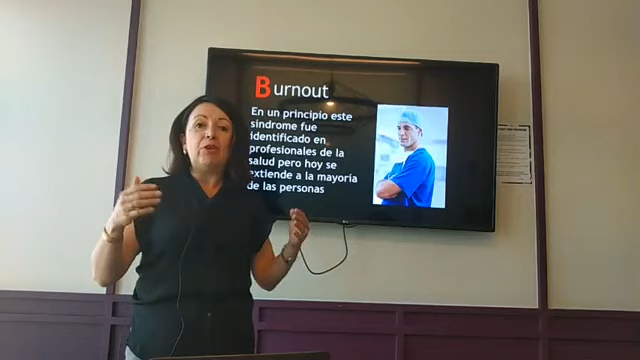 Burnout
En un principio este
síndrome fue
identificado en
profesionales de la
salud pero hoy se
extiende a la mayoría
de las personas